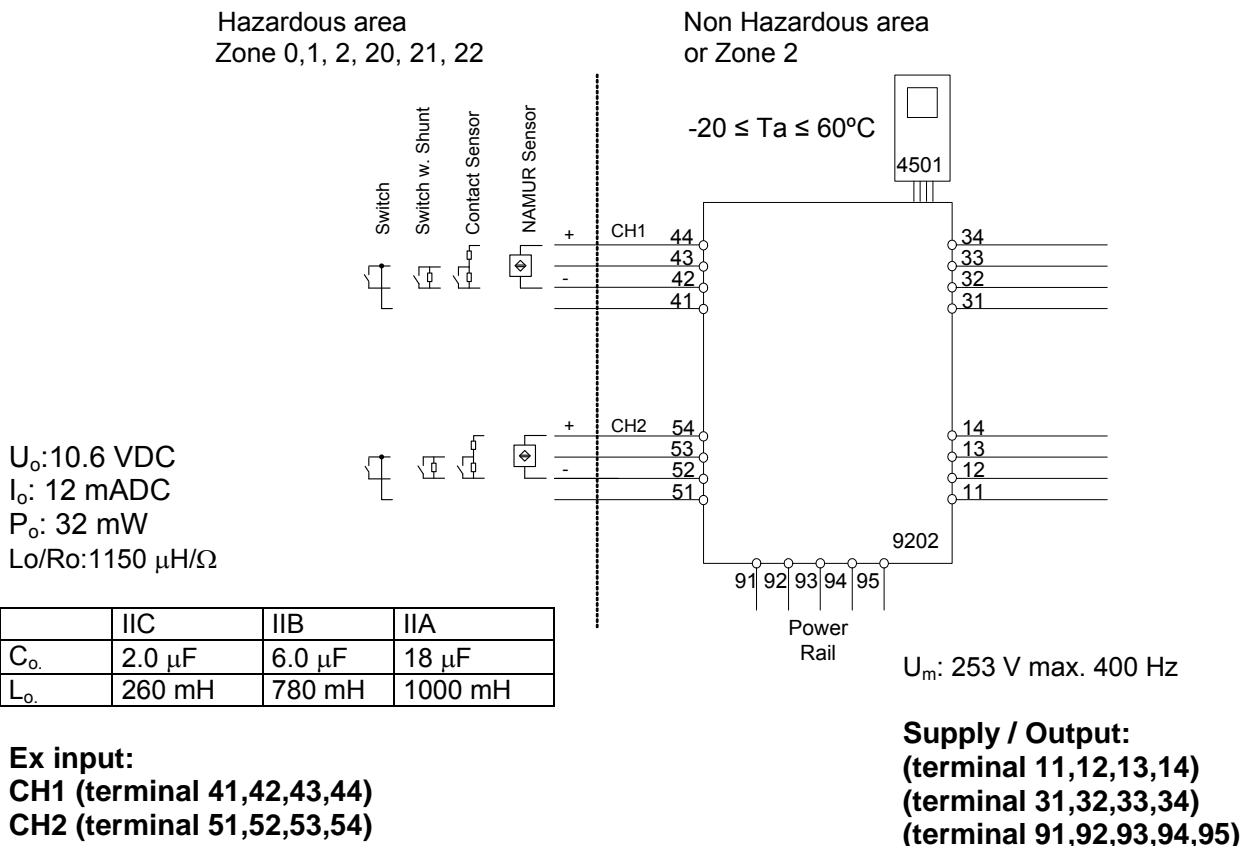 Hazardous area
Zone 0,1, 2, 20, 21, 22
Non Hazardous area
or Zone 2
-20 ≤ Ta ≤ 60ºC
4501
Switch
Switch w. Shunt
Contact Sensor
NAMUR Sensor
+ CH1 44
43
- 42
41
34
33
32
31
+ CH2 54
53
- 52
51
14
13
12
11
9202
91 92 93 94 95
Power
Rail
Uo:10.6 VDC
Io: 12 mADC
Po: 32 mW
Lo/Ro:1150 μH/Ω
IIC IIB IIA
Co. 2.0 μF 6.0 μF 18 μF
Lo. 260 mH 780 mH 1000 mH
Um: 253 V max. 400 Hz
Ex input:
CH1 (terminal 41,42,43,44)
CH2 (terminal 51,52,53,54)
Supply / Output:
(terminal 11,12,13,14)
(terminal 31,32,33,34)
(terminal 91,92,93,94,95)